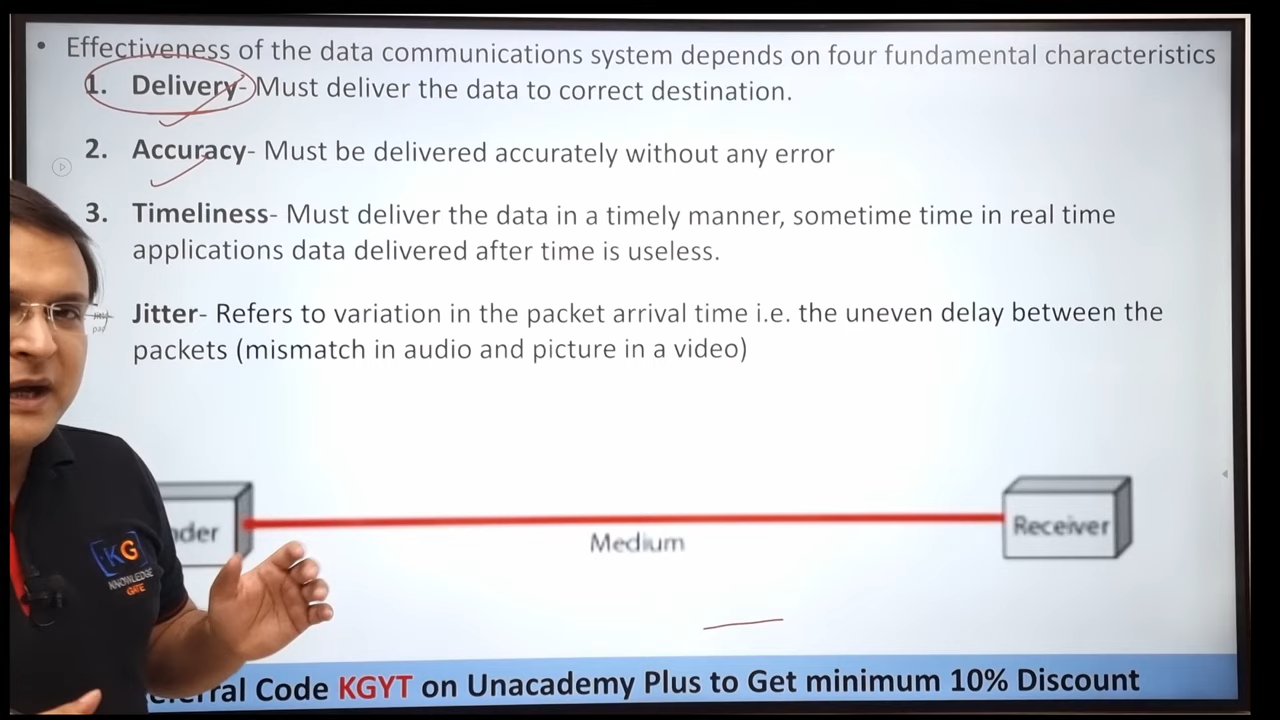 • Effectiveness of the data communications system depends on four fundamental characteristics
1. Delivery- Must deliver the data to correct destination.
2. Accuracy- Must be delivered accurately without any error
3. Timeliness- Must deliver the data in a timely manner, sometime time in real time
applications data delivered after time is useless.
Jitter- Refers to variation in the packet arrival time i.e. the uneven delay between the
packets (mismatch in audio and picture in a video)
nder
Medium
Receiver
KG
KNOWLEDGE
GATE
ral Code KGYT on Unacademy Plus to Get minimum 10% Discount